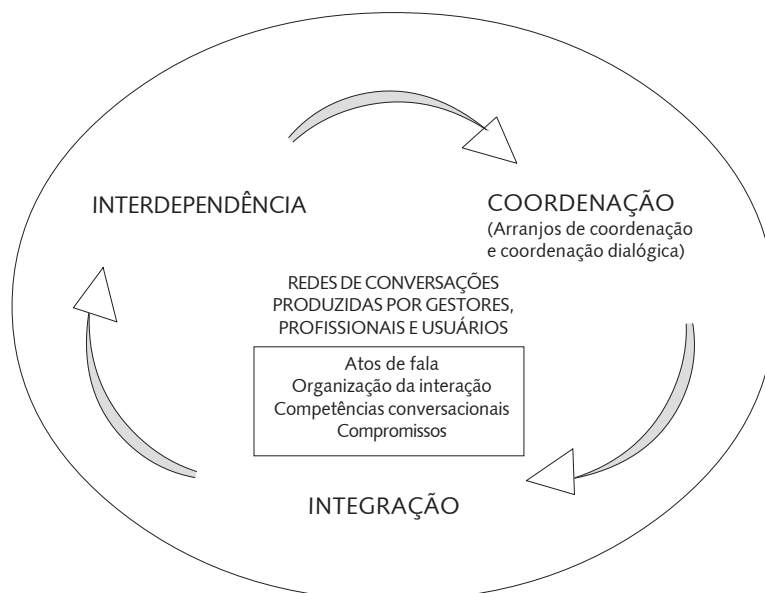 INTERDEPENDÊNCIA
COORDENAÇÃO
(Arranjos de coordenação
e coordenação dialógica)
REDES DE CONVERSAÇÕES
PRODUZIDAS POR GESTORES,
PROFISSIONAIS E USUÁRIOS
Atos de fala
Organização da interação
Competências conversacionais
Compromissos
INTEGRAÇÃO